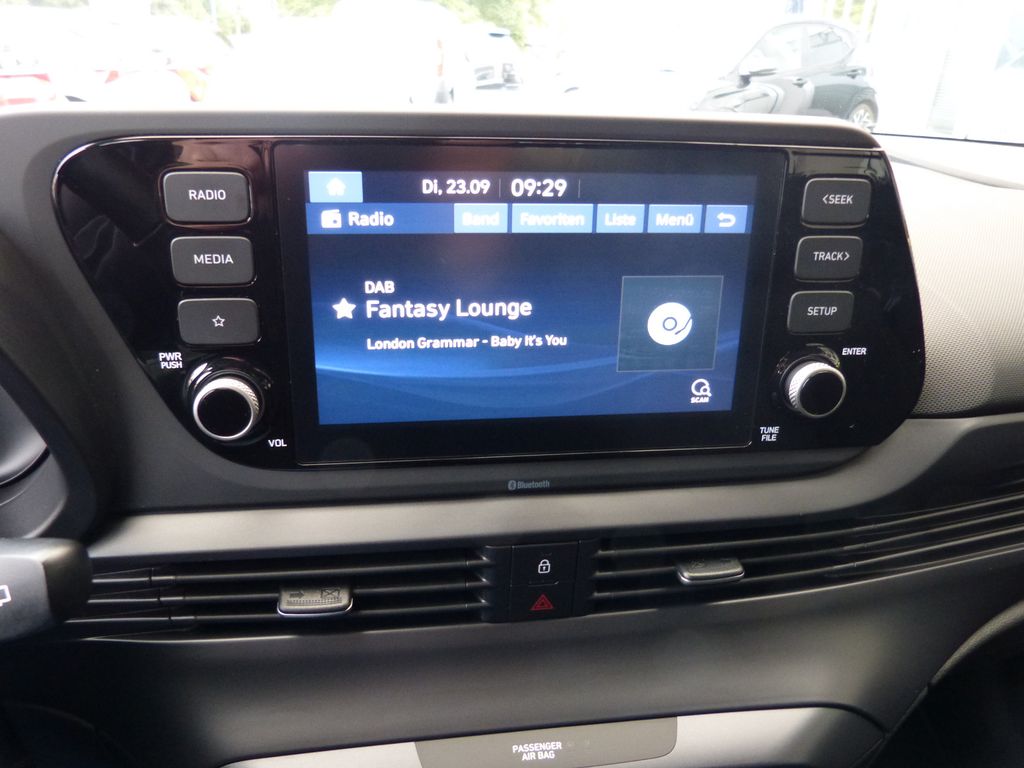 RADIO
MEDIA
PWR
PUSH
VOL
Di, 23.09 09:29
Radio Band Favoriten Liste Menü
DAB
Fantasy Lounge
London Grammar - Baby It's You
SCAN
<SEEK
TRACK>
SETUP
ENTER
TUNE
FILE
Bluetooth
PASSENGER
AIR BAG